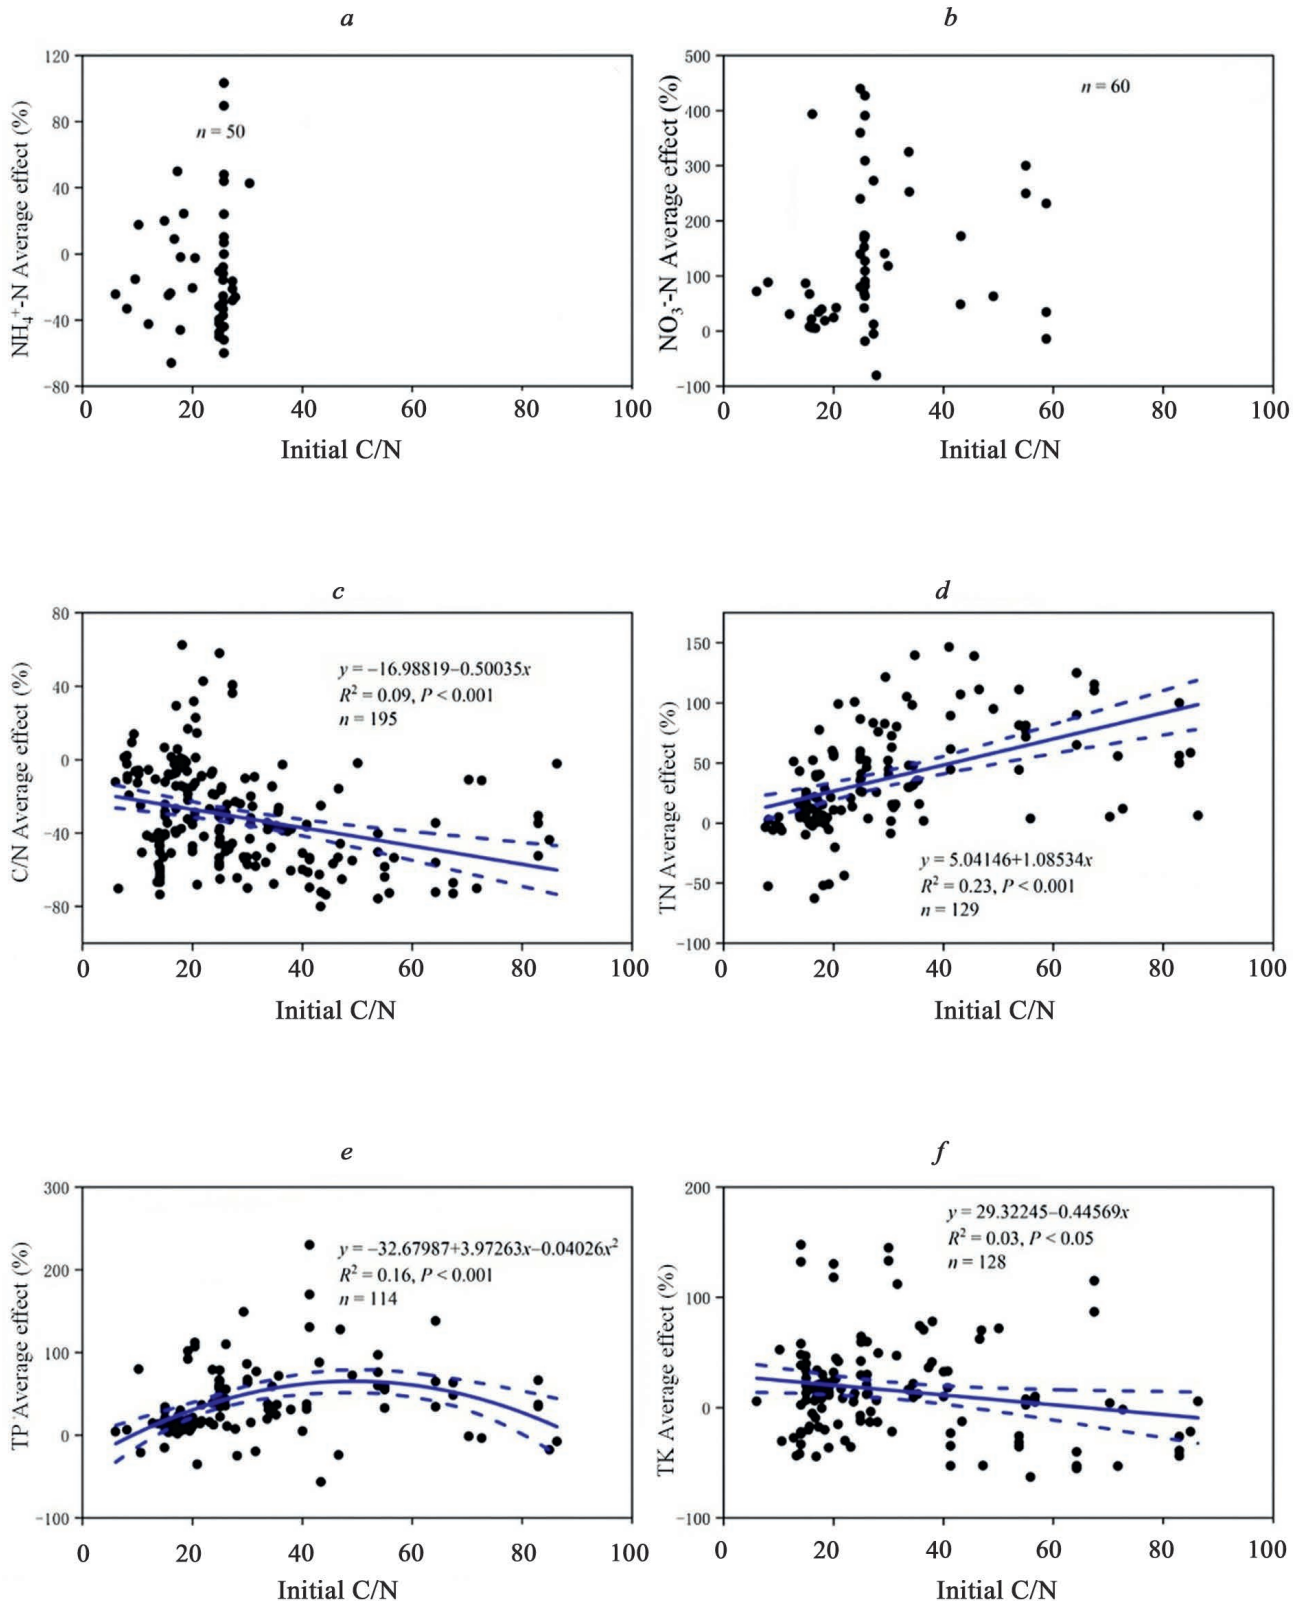 a
NH₄⁺-N Average effect (%)
120
80
40
0
−40
−80
n = 50
0 20 40 60 80 100
Initial C/N
b
NO₃⁻-N Average effect (%)
500
400
300
200
100
0
−100
n = 60
0 20 40 60 80 100
Initial C/N
c
C/N Average effect (%)
80
40
0
−40
−80
y = −16.98819−0.50035x
R² = 0.09, P < 0.001
n = 195
0 20 40 60 80 100
Initial C/N
d
TN Average effect (%)
150
100
50
0
−50
−100
y = 5.04146+1.08534x
R² = 0.23, P < 0.001
n = 129
0 20 40 60 80 100
Initial C/N
e
TP Average effect (%)
300
200
100
0
−100
y = −32.67987+3.97263x−0.04026x²
R² = 0.16, P < 0.001
n = 114
0 20 40 60 80 100
Initial C/N
f
TK Average effect (%)
200
100
0
−100
y = 29.32245−0.44569x
R² = 0.03, P < 0.05
n = 128
0 20 40 60 80 100
Initial C/N